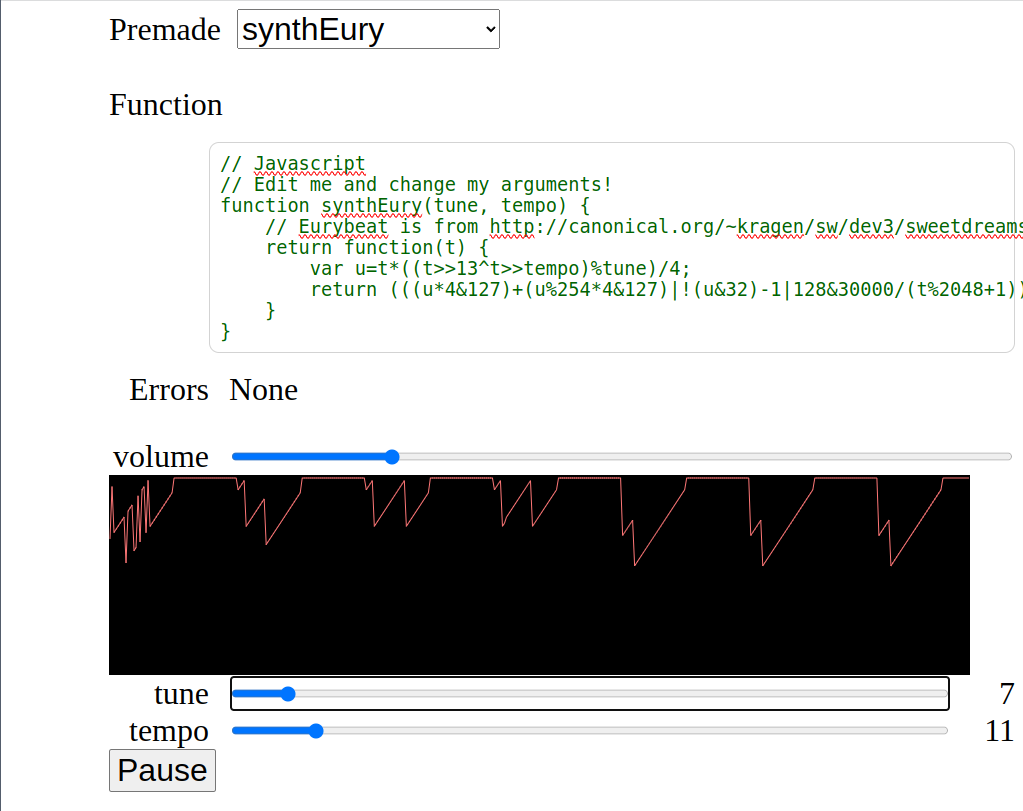 Premade synthEury
Function
// Javascript
// Edit me and change my arguments!
function synthEury(tune, tempo) {
    // Eurybeat is from http://canonical.org/~kragen/sw/dev3/sweetdreams
    return function(t) {
        var u=t*((t>>13^t>>tempo)%tune)/4;
        return (((u*4&127)+(u%254*4&127)|!(u&32)-1|128&30000/(t%2048+1))
    }
}
Errors None
volume
tune 7
tempo 11
Pause